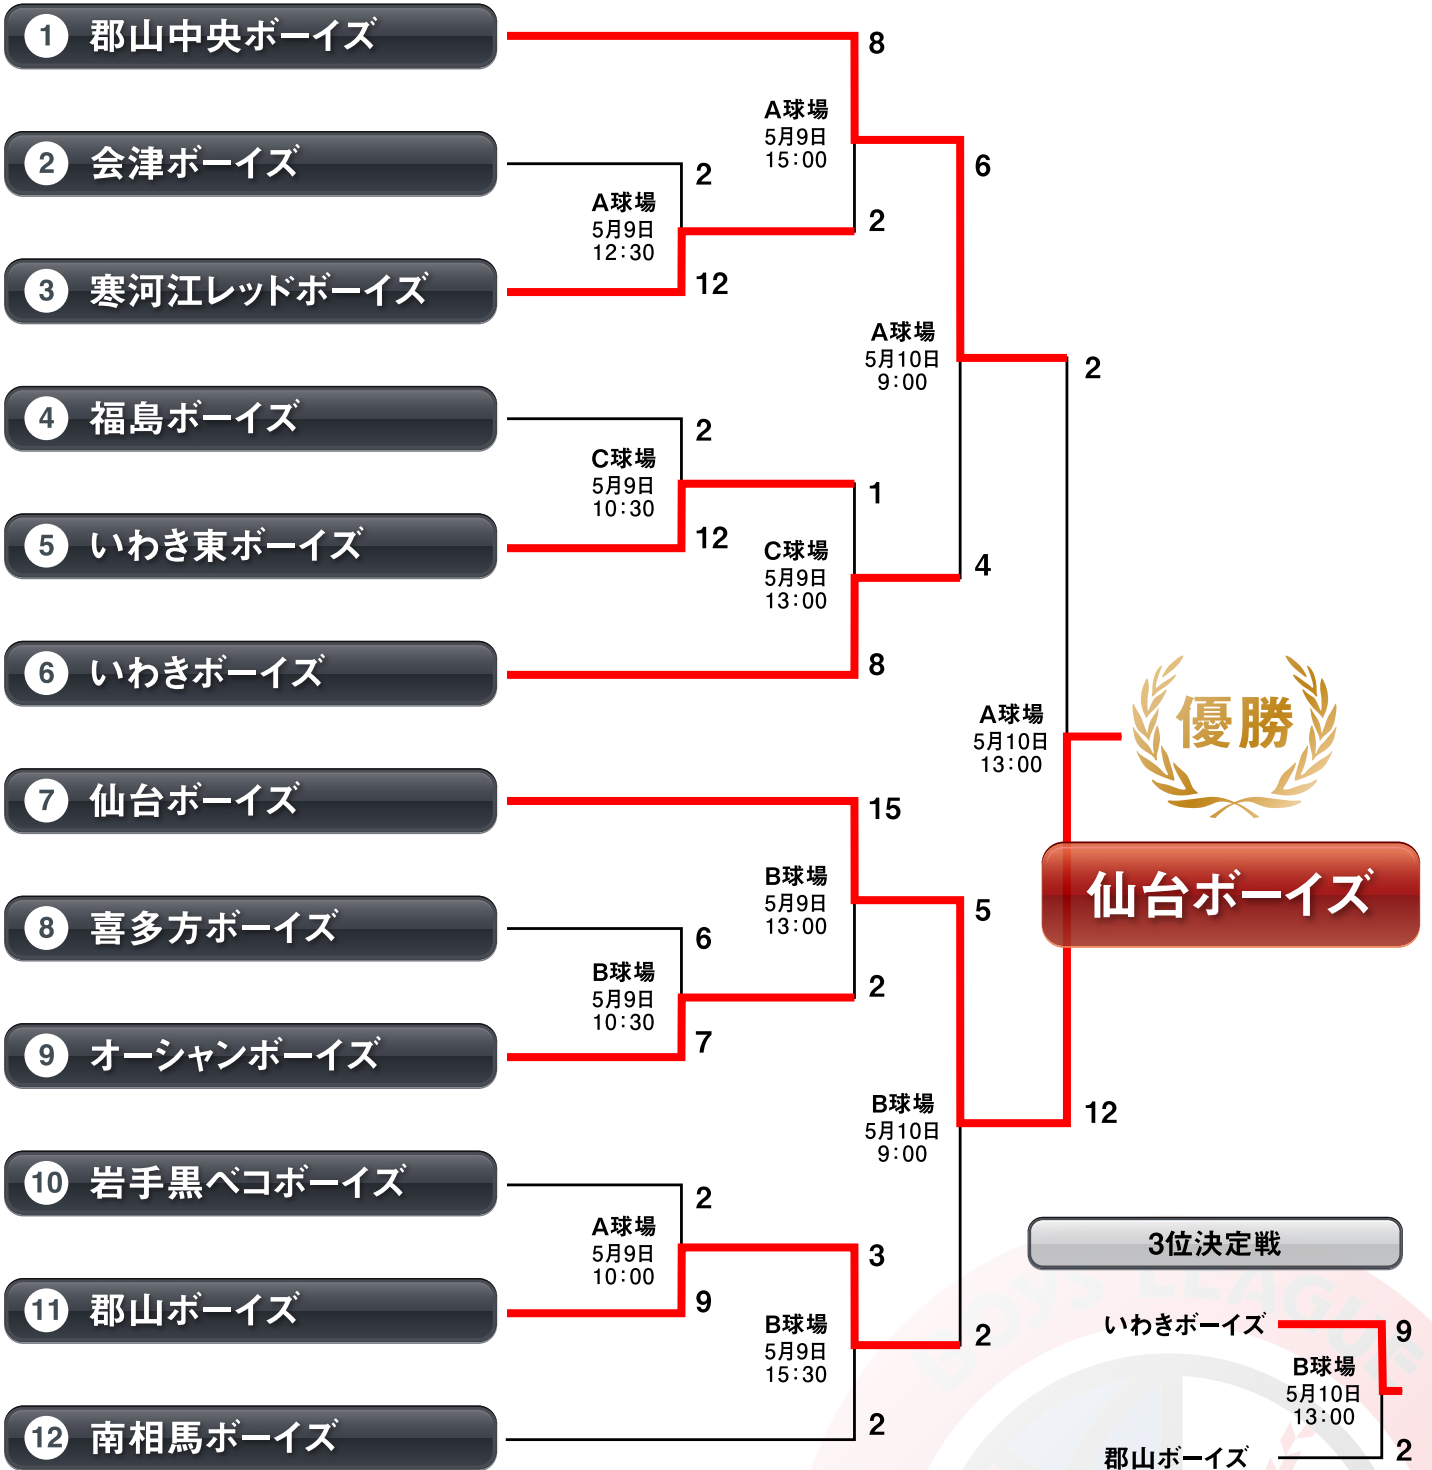 1 郡山中央ボーイズ
8
A球場
5月9日
15:00
6
2 会津ボーイズ
2
A球場
5月9日
12:30
2
3 寒河江レッドボーイズ
12
A球場
5月10日
9:00
2
4 福島ボーイズ
2
C球場
5月9日
10:30
1
5 いわき東ボーイズ
12
C球場
5月9日
13:00
4
6 いわきボーイズ
8
A球場
5月10日
13:00
優勝
仙台ボーイズ
7 仙台ボーイズ
15
B球場
5月9日
13:00
5
8 喜多方ボーイズ
6
B球場
5月9日
10:30
2
9 オーシャンボーイズ
7
B球場
5月10日
9:00
12
10 岩手黒ベコボーイズ
2
A球場
5月9日
10:00
3
11 郡山ボーイズ
9
B球場
5月9日
15:30
2
12 南相馬ボーイズ
2
3位決定戦
いわきボーイズ
9
B球場
5月10日
13:00
郡山ボーイズ
2
BOYS LEAGUE